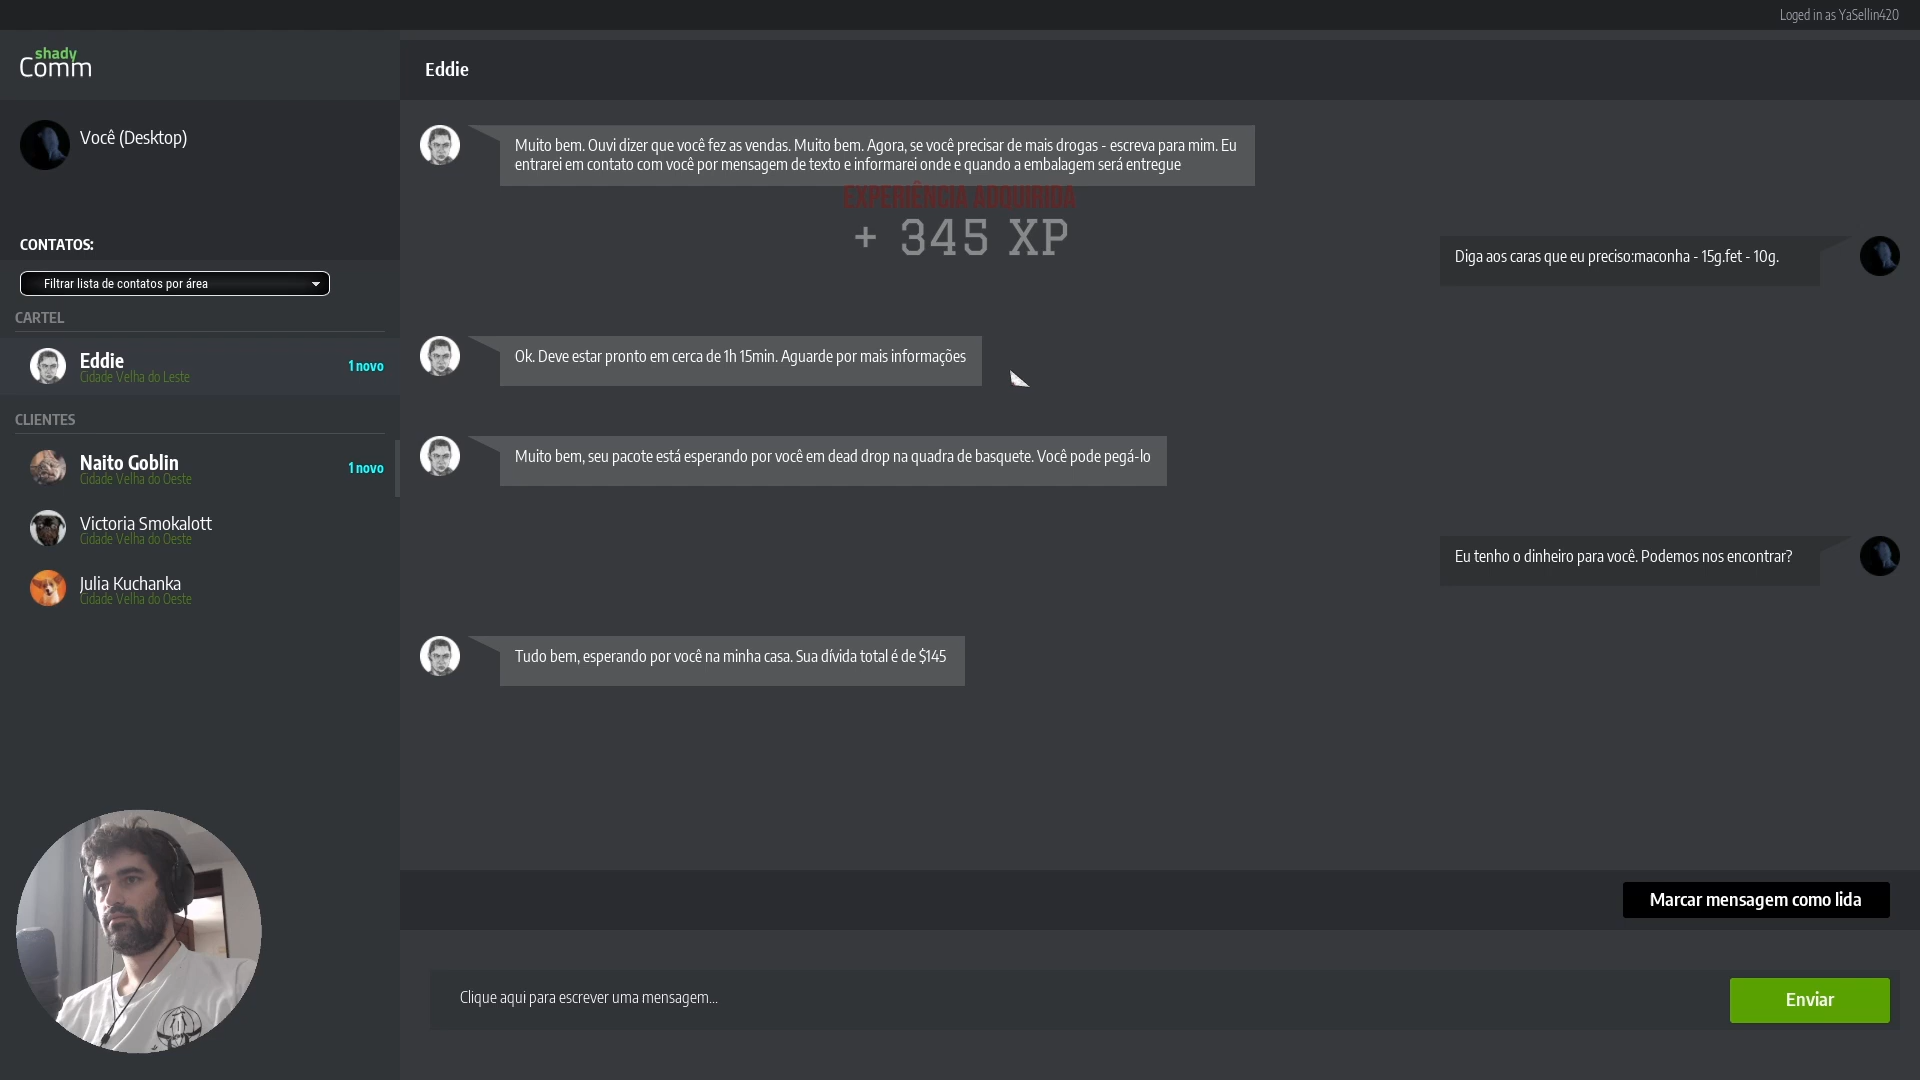 Loged in as YaSellin420
shady
Comm
Você (Desktop)
CONTATOS:
Filtrar lista de contatos por área
CARTEL
Eddie
1 novo
Cidade Velha do Leste
CLIENTES
Naito Goblin
1 novo
Cidade Velha do Oeste
Victoria Smokalott
Cidade Velha do Oeste
Julia Kuchanka
Cidade Velha do Oeste
Eddie
Muito bem. Ouvi dizer que você fez as vendas. Muito bem. Agora, se você precisar de mais drogas - escreva para mim. Eu
entrarei em contato com você por mensagem de texto e informarei onde e quando a embalagem será entregue
EXPERIÊNCIA ADQUIRIDA
+ 345 XP
Diga aos caras que eu preciso:maconha - 15g.fet - 10g.
Ok. Deve estar pronto em cerca de 1h 15min. Aguarde por mais informações
Muito bem, seu pacote está esperando por você em dead drop na quadra de basquete. Você pode pegá-lo
Eu tenho o dinheiro para você. Podemos nos encontrar?
Tudo bem, esperando por você na minha casa. Sua dívida total é de $145
Marcar mensagem como lida
Clique aqui para escrever uma mensagem...
Enviar